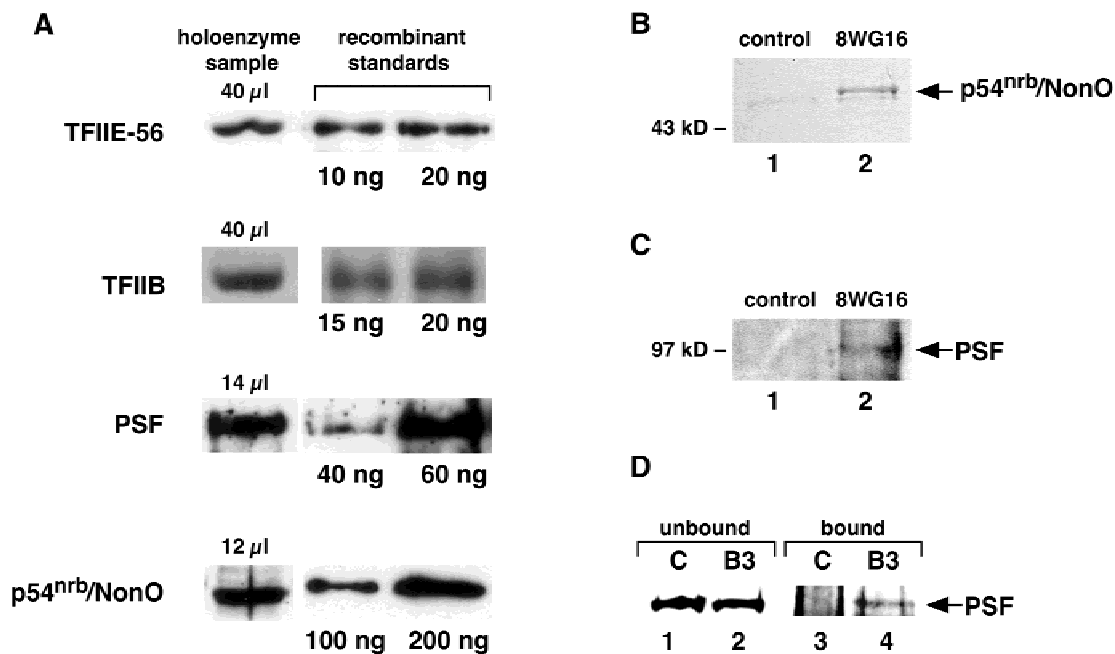 A
holoenzyme sample
recombinant standards
40 µl
TFIIE-56
10 ng 20 ng
40 µl
TFIIB
15 ng 20 ng
14 µl
PSF
40 ng 60 ng
12 µl
p54nrb/NonO
100 ng 200 ng
B
control 8WG16
p54nrb/NonO
43 kD –
1 2
C
control 8WG16
97 kD –
PSF
1 2
D
unbound bound
C B3 C B3
PSF
1 2 3 4